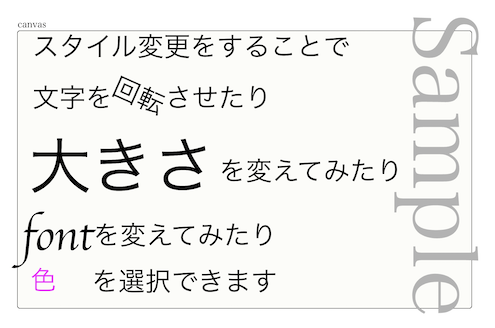 canvas
スタイル変更をすることで
文字を回転させたり
大きさを変えてみたり
fontを変えてみたり
色 を選択できます
Sample